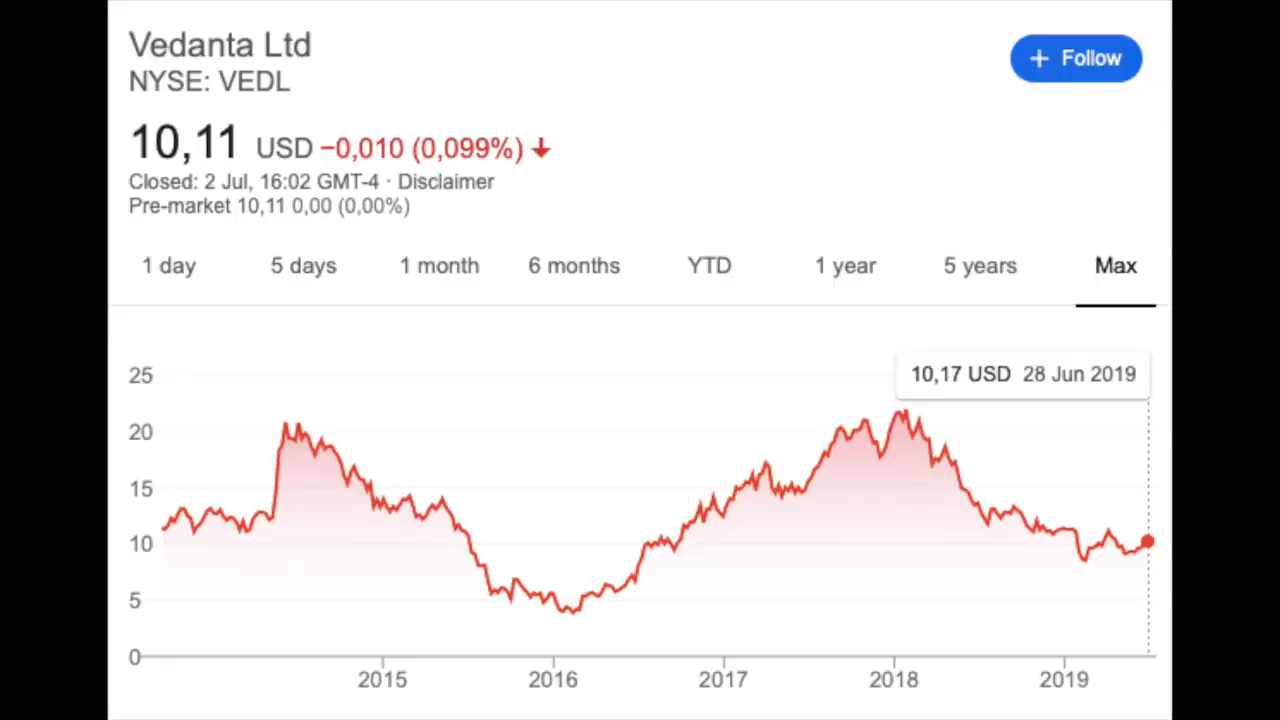 Vedanta Ltd
+ Follow
NYSE: VEDL
10,11 USD −0,010 (0,099%) ↓
Closed: 2 Jul, 16:02 GMT-4 · Disclaimer
Pre-market 10,11 0,00 (0,00%)
1 day 5 days 1 month 6 months YTD 1 year 5 years Max
10,17 USD 28 Jun 2019
25
20
15
10
5
0
2015 2016 2017 2018 2019